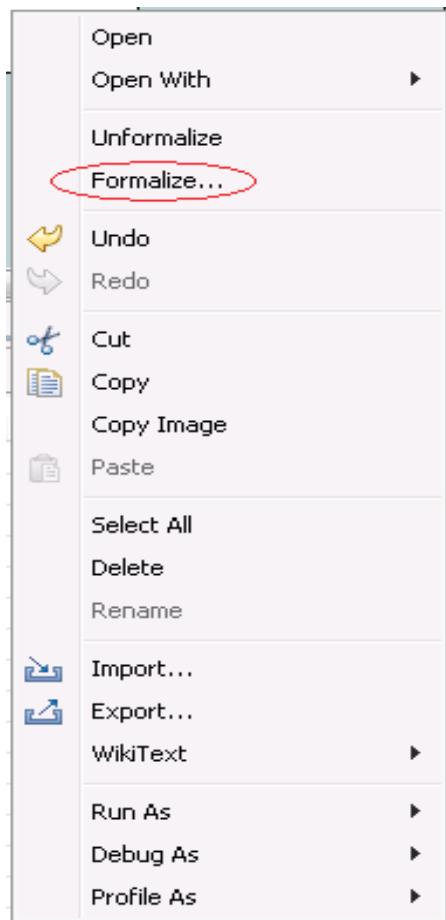 Open
Open With
Unformalize
Formalize...
Undo
Redo
Cut
Copy
Copy Image
Paste
Select All
Delete
Rename
Import...
Export...
WikiText
Run As
Debug As
Profile As